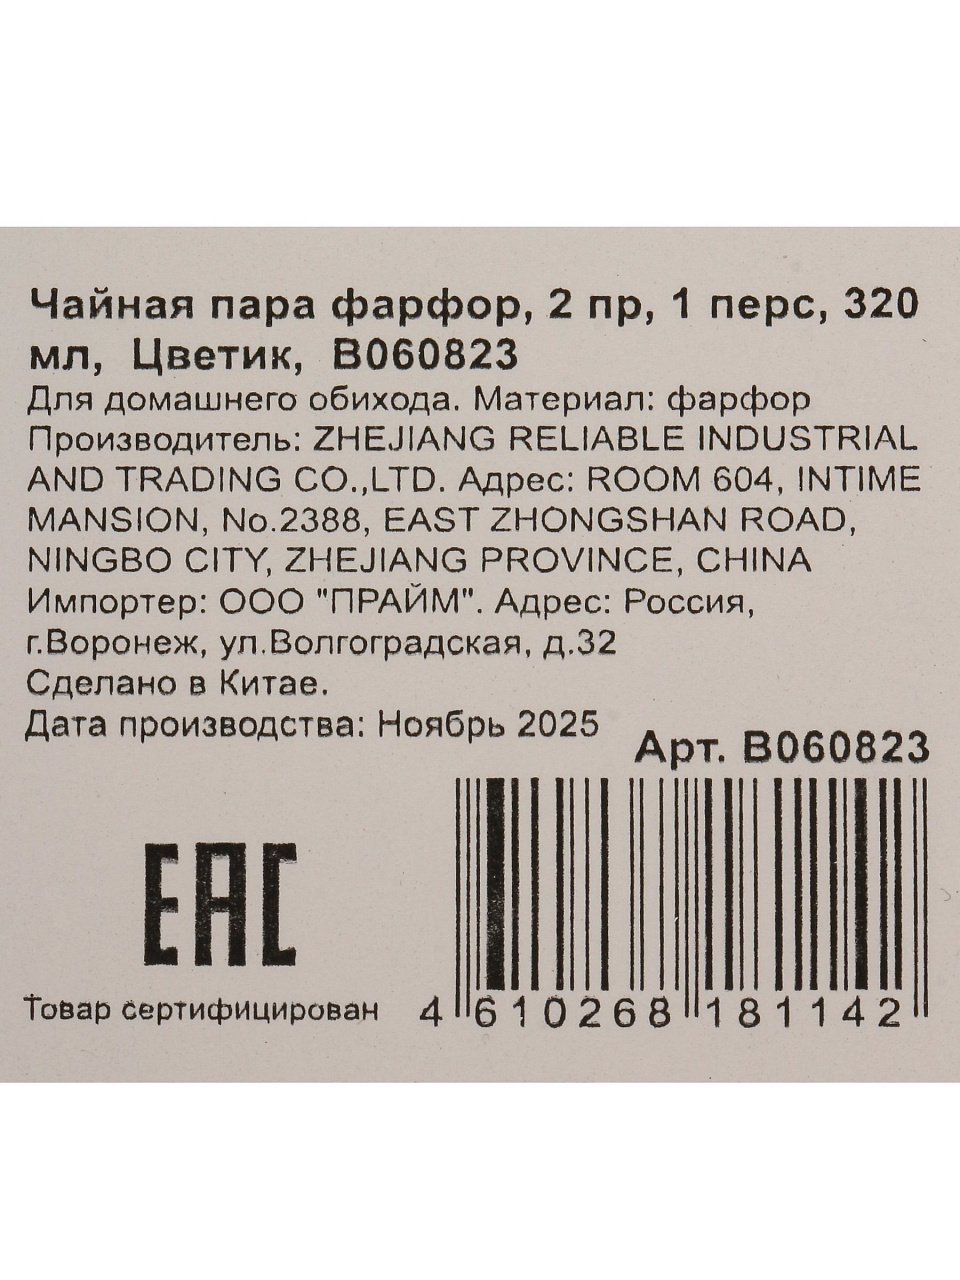 Чайная пара фарфор, 2 пр, 1 перс, 320
мл, Цветик, B060823
Для домашнего обихода. Материал: фарфор
Производитель: ZHEJIANG RELIABLE INDUSTRIAL
AND TRADING CO.,LTD. Адрес: ROOM 604, INTIME
MANSION, No.2388, EAST ZHONGSHAN ROAD,
NINGBO CITY, ZHEJIANG PROVINCE, CHINA
Импортер: ООО "ПРАЙМ". Адрес: Россия,
г.Воронеж, ул.Волгоградская, д.32
Сделано в Китае.
Дата производства: Ноябрь 2025
Арт. B060823
EAC
Товар сертифицирован
4 610268 181142